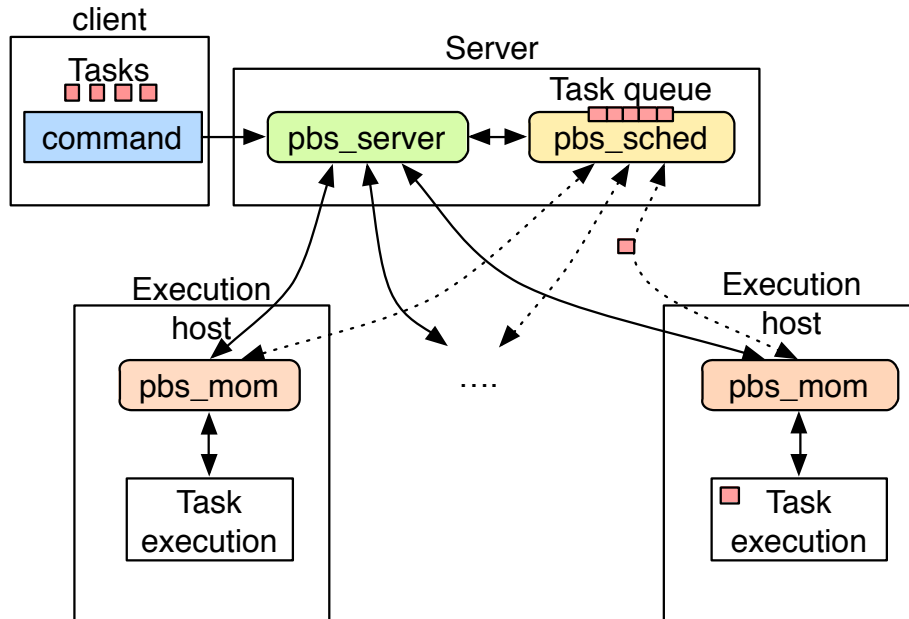 client
Tasks
command
Server
Task queue
pbs_server
pbs_sched
Execution
host
pbs_mom
Task
execution
....
Execution
host
pbs_mom
Task
execution